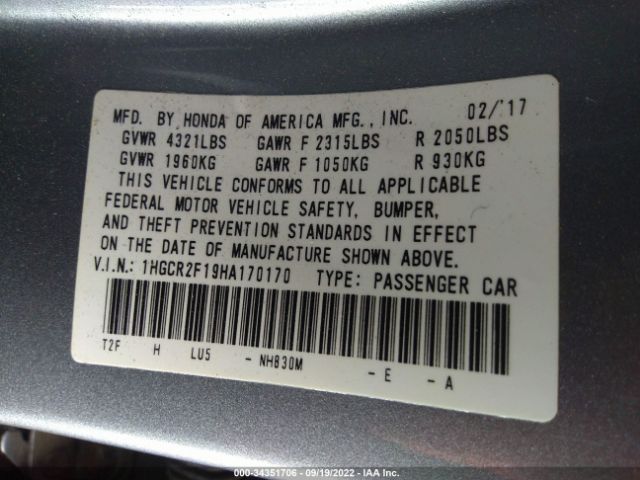 MFD. BY HONDA OF AMERICA MFG., INC. 02/'17
GVWR 4321LBS GAWR F 2315LBS R 2050LBS
GVWR 1960KG GAWR F 1050KG R 930KG
THIS VEHICLE CONFORMS TO ALL APPLICABLE
FEDERAL MOTOR VEHICLE SAFETY, BUMPER,
AND THEFT PREVENTION STANDARDS IN EFFECT
ON THE DATE OF MANUFACTURE SHOWN ABOVE.
V.I.N.: 1HGCR2F19HA170170 TYPE: PASSENGER CAR
T2F H LU5 - NH830M - E - A
000-34351706 - 09/19/2022 - IAA Inc.